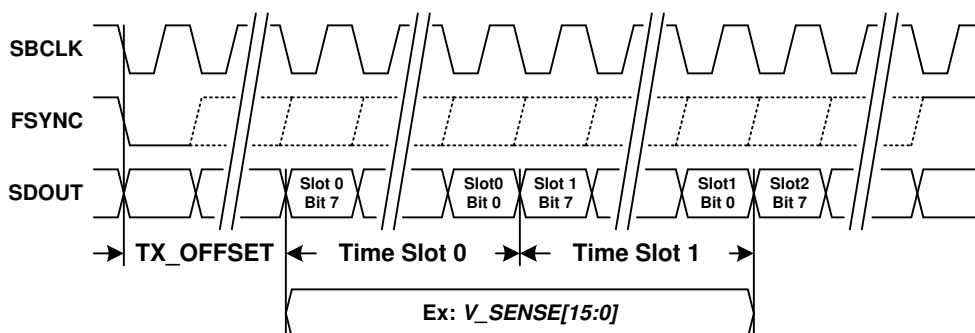 SBCLK
FSYNC
SDOUT
Slot 0
Bit 7
Slot0
Bit 0
Slot 1
Bit 7
Slot1
Bit 0
Slot2
Bit 7
TX_OFFSET
Time Slot 0
Time Slot 1
Ex: V_SENSE[15:0]